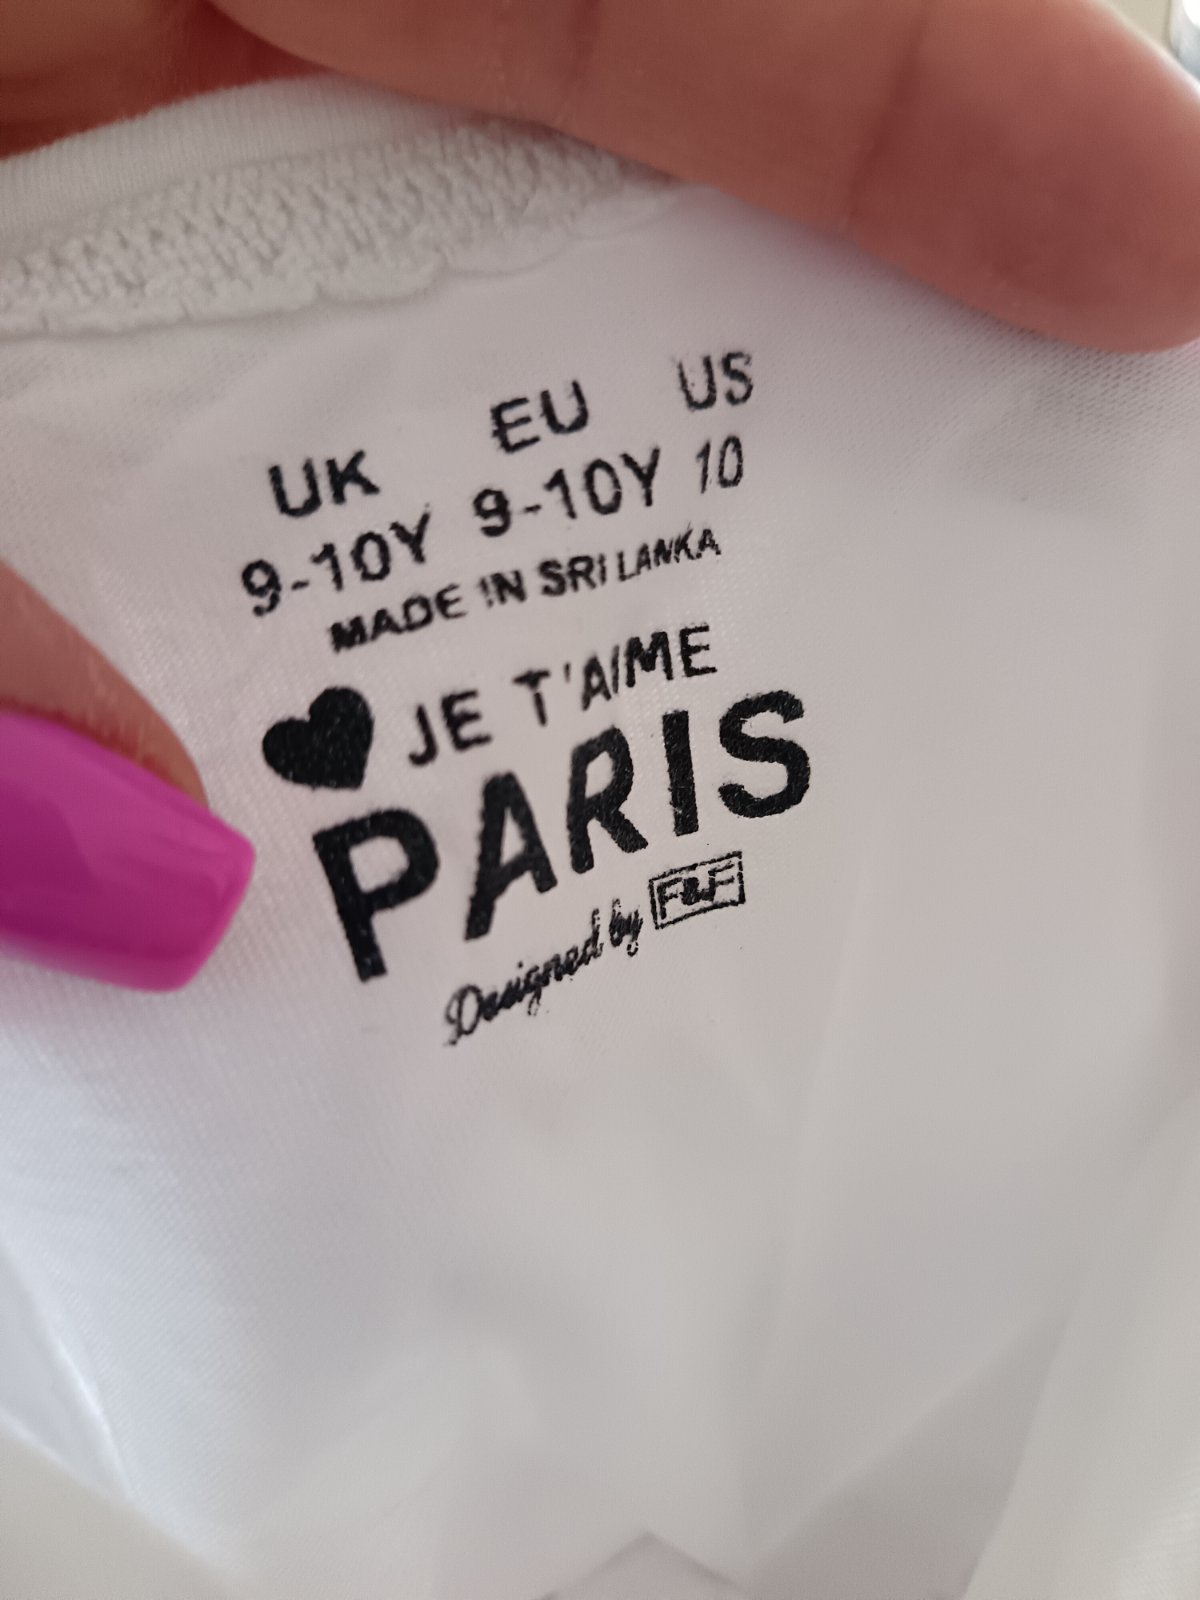 UK EU US
9-10Y 9-10Y 10
MADE IN SRI LANKA
JE T'AIME
PARIS
Designed by F&F